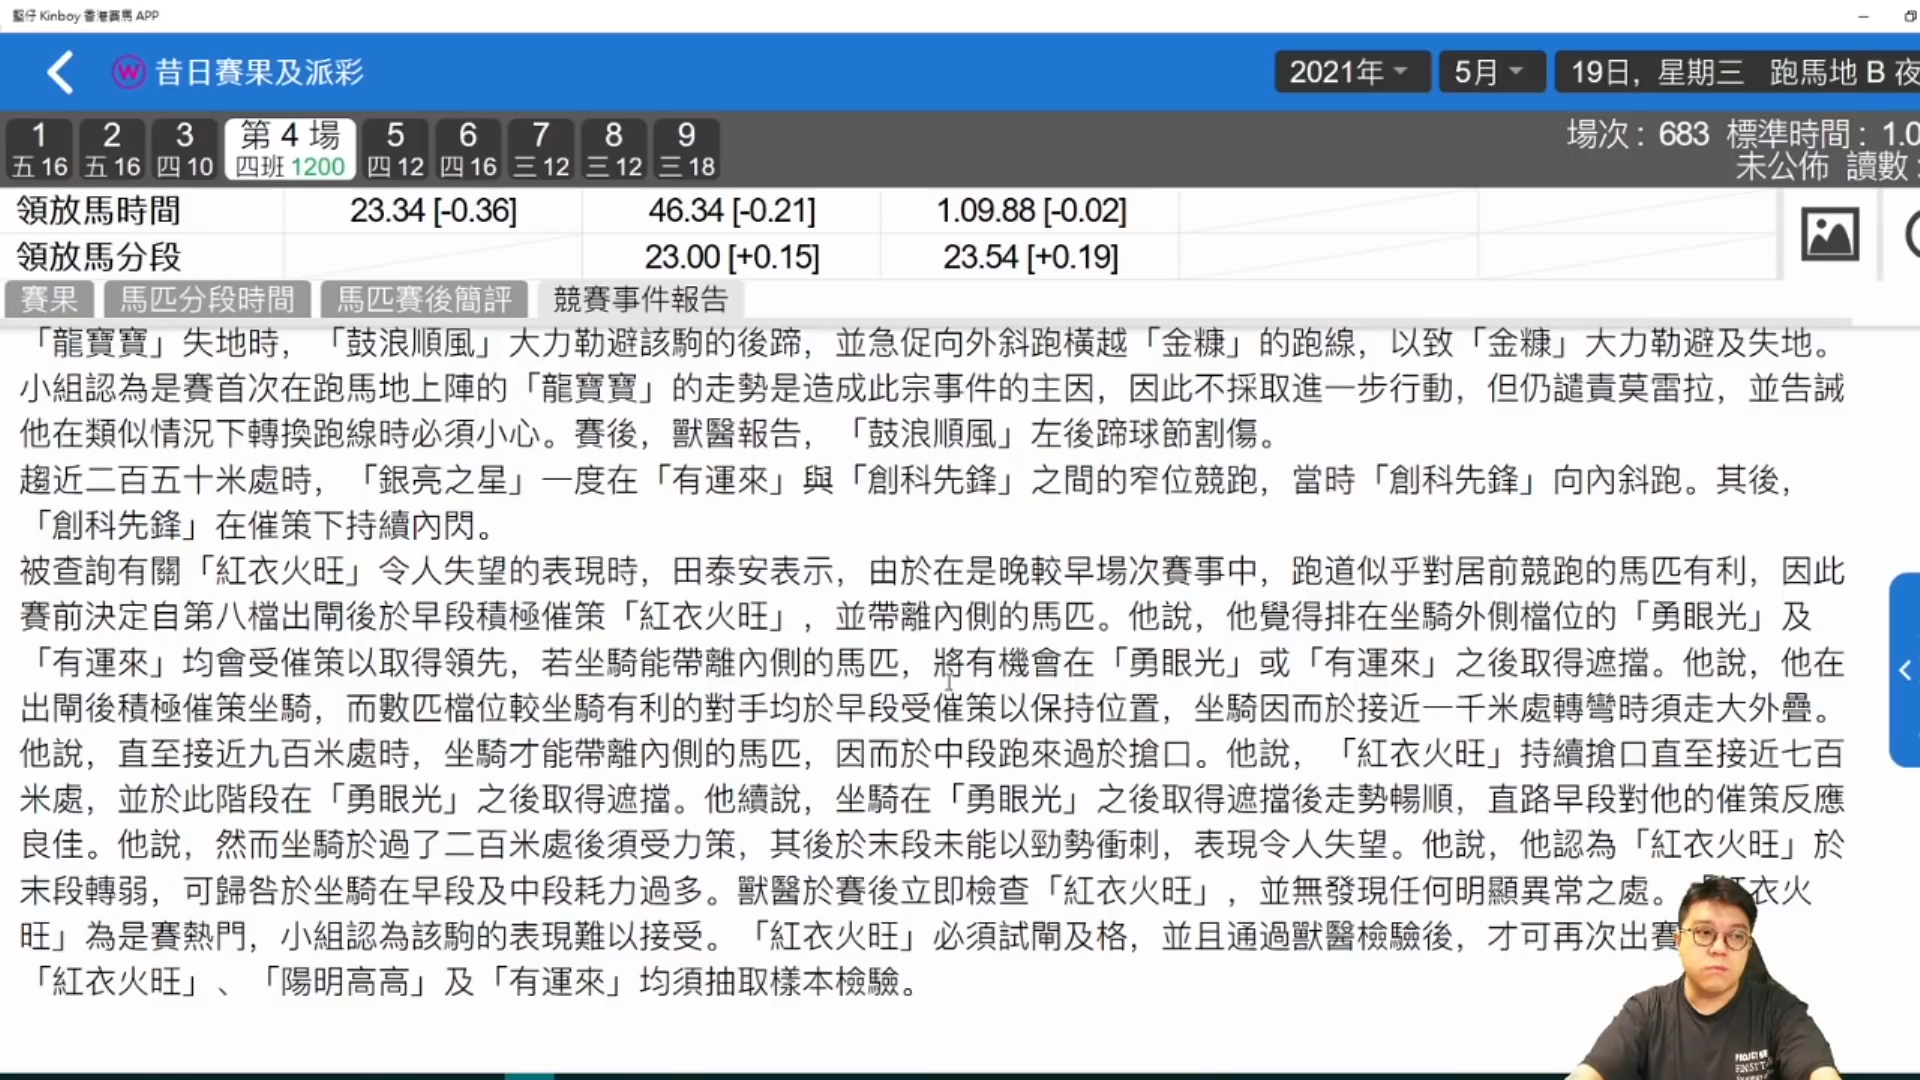 堅仔 Kinboy 香港賽馬 APP
W 昔日賽果及派彩 2021年 5月 19日, 星期三 跑馬地 B 夜
1 2 3 第 4 場 5 6 7 8 9 場次 : 683 標準時間 : 1.0
五 16 五 16 四 10 四班 1200 四 12 四 16 三 12 三 12 三 18 未公佈 讀數 :
領放馬時間 23.34 [-0.36] 46.34 [-0.21] 1.09.88 [-0.02]
領放馬分段 23.00 [+0.15] 23.54 [+0.19]
賽果 馬匹分段時間 馬匹賽後簡評 競賽事件報告
「龍寶寶」失地時，「鼓浪順風」大力勒避該駒的後蹄，並急促向外斜跑橫越「金糠」的跑線，以致「金糠」大力勒避及失地。
小組認為是賽首次在跑馬地上陣的「龍寶寶」的走勢是造成此宗事件的主因，因此不採取進一步行動，但仍譴責莫雷拉，並告誡
他在類似情況下轉換跑線時必須小心。賽後，獸醫報告，「鼓浪順風」左後蹄球節割傷。
趨近二百五十米處時，「銀亮之星」一度在「有運來」與「創科先鋒」之間的窄位競跑，當時「創科先鋒」向內斜跑。其後，
「創科先鋒」在催策下持續內閃。
被查詢有關「紅衣火旺」令人失望的表現時，田泰安表示，由於在是晚較早場次賽事中，跑道似乎對居前競跑的馬匹有利，因此
賽前決定自第八檔出閘後於早段積極催策「紅衣火旺」，並帶離內側的馬匹。他說，他覺得排在坐騎外側檔位的「勇眼光」及
「有運來」均會受催策以取得領先，若坐騎能帶離內側的馬匹，將有機會在「勇眼光」或「有運來」之後取得遮擋。他說，他在
出閘後積極催策坐騎，而數匹檔位較坐騎有利的對手均於早段受催策以保持位置，坐騎因而於接近一千米處轉彎時須走大外疊。
他說，直至接近九百米處時，坐騎才能帶離內側的馬匹，因而於中段跑來過於搶口。他說，「紅衣火旺」持續搶口直至接近七百
米處，並於此階段在「勇眼光」之後取得遮擋。他續說，坐騎在「勇眼光」之後取得遮擋後走勢暢順，直路早段對他的催策反應
良佳。他說，然而坐騎於過了二百米處後須受力策，其後於末段未能以勁勢衝刺，表現令人失望。他說，他認為「紅衣火旺」於
末段轉弱，可歸咎於坐騎在早段及中段耗力過多。獸醫於賽後立即檢查「紅衣火旺」，並無發現任何明顯異常之處。「紅衣火
旺」為是賽熱門，小組認為該駒的表現難以接受。「紅衣火旺」必須試閘及格，並且通過獸醫檢驗後，才可再次出賽
「紅衣火旺」、「陽明高高」及「有運來」均須抽取樣本檢驗。